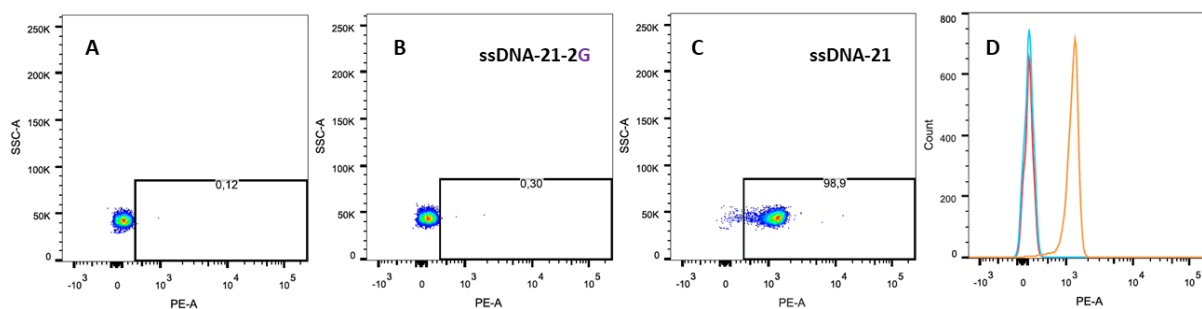 A
250K
200K
150K
100K
50K
0
SSC-A
0,12
-10³
0
10³
10⁴
10⁵
PE-A
B
ssDNA-21-2G
250K
200K
150K
100K
50K
0
SSC-A
0,30
-10³
0
10³
10⁴
10⁵
PE-A
C
ssDNA-21
250K
200K
150K
100K
50K
0
SSC-A
98,9
-10³
0
10³
10⁴
10⁵
PE-A
D
800
600
400
200
0
Count
-10³
0
10³
10⁴
10⁵
PE-A